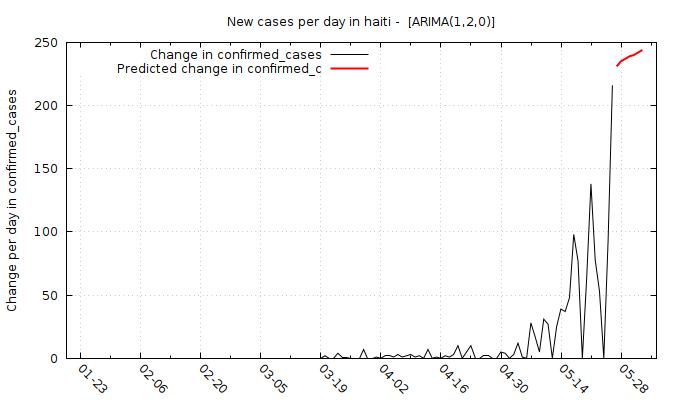 New cases per day in haiti - [ARIMA(1,2,0)]
Change in confirmed_cases
Predicted change in confirmed_c
Change per day in confirmed_cases
250
200
150
100
50
0
01-23 02-06 02-20 03-05 03-19 04-02 04-16 04-30 05-14 05-28